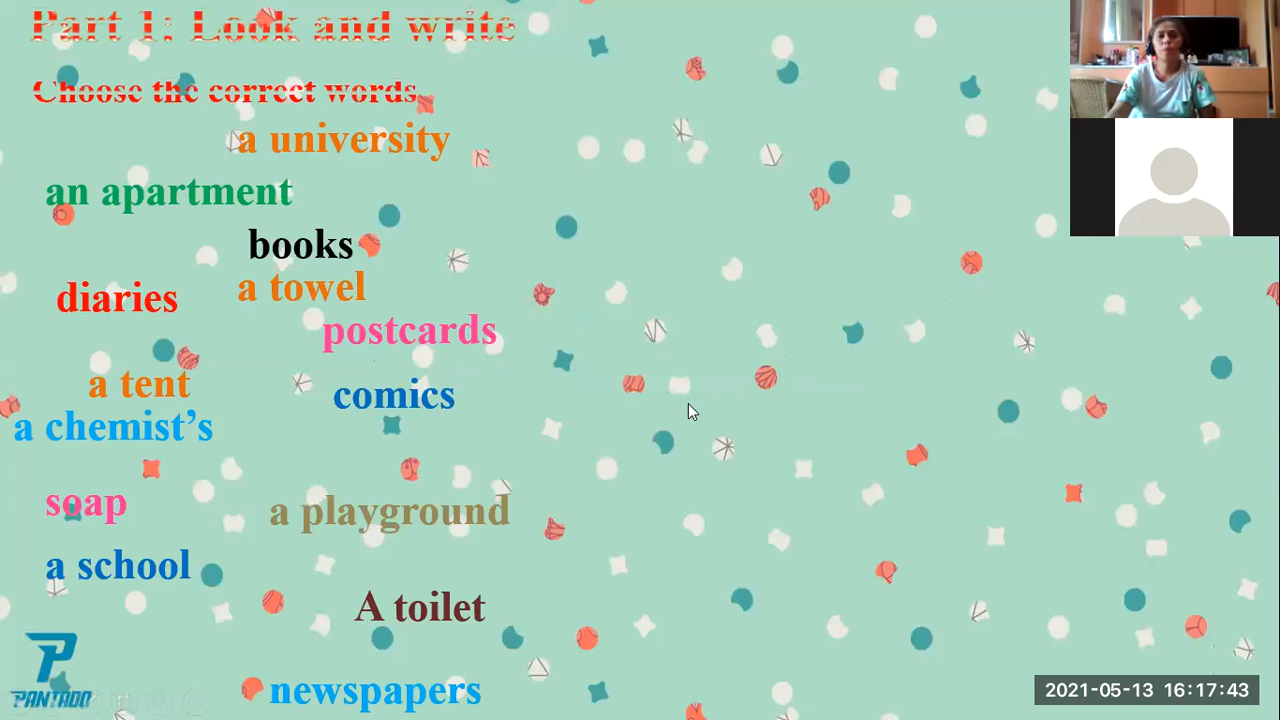 Part 1: Look and write
Choose the correct words.
a university
an apartment
books
diaries
a towel
postcards
a tent
comics
a chemist’s
soap
a playground
a school
A toilet
PANTADO
newspapers
2021-05-13 16:17:43